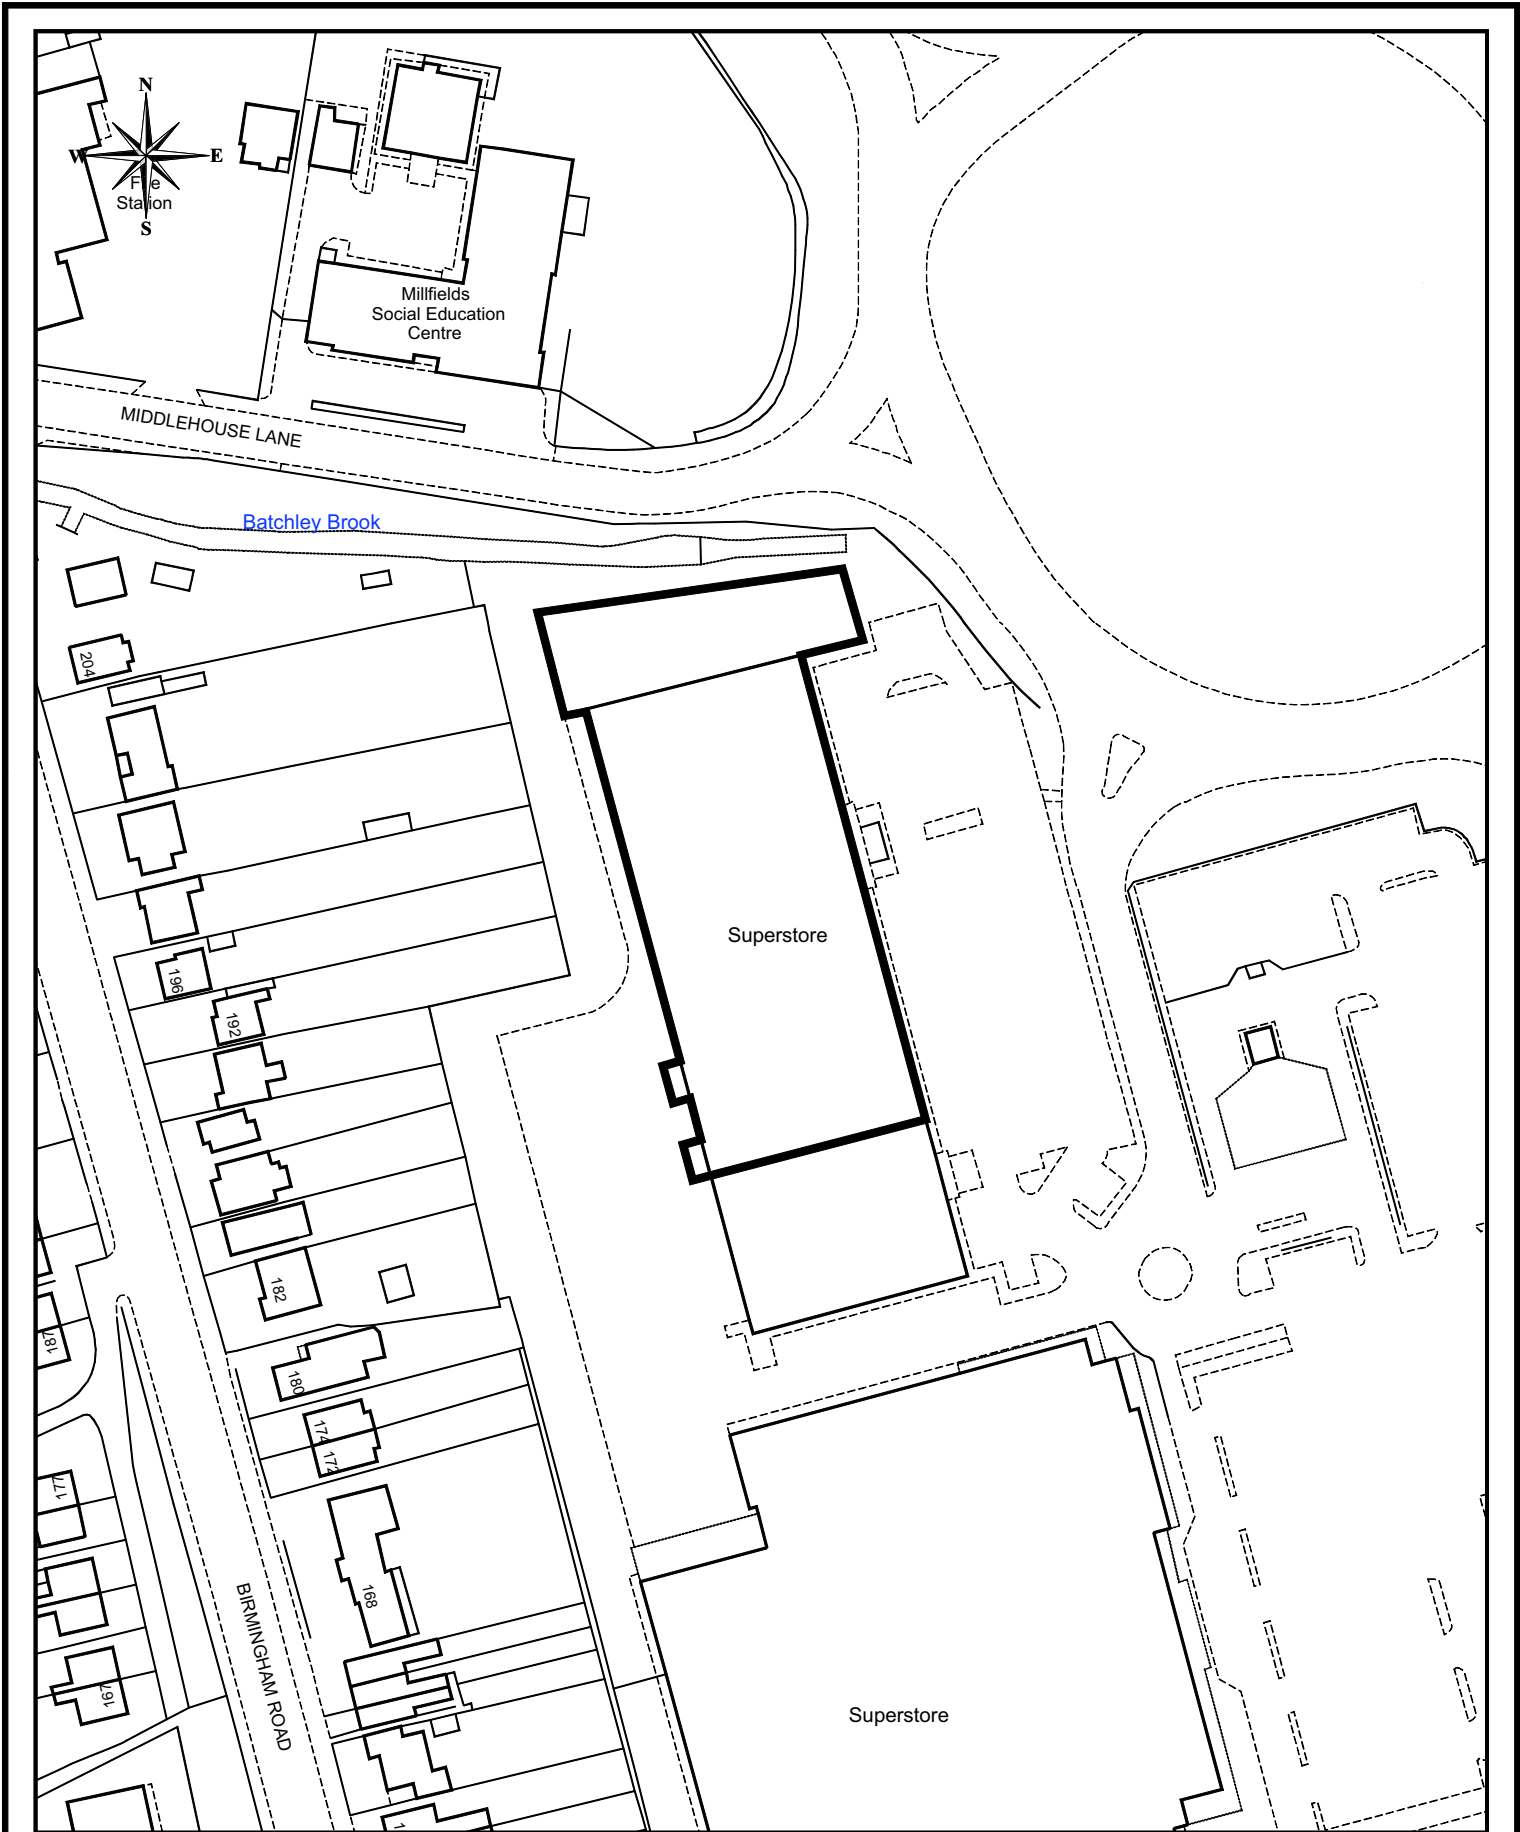 N
W
E
S
Fire
Station
Millfields
Social Education
Centre
MIDDLEHOUSE LANE
Batchley Brook
204
Superstore
196
192
182
187
180
174
172
177
168
BIRMINGHAM ROAD
167
Superstore